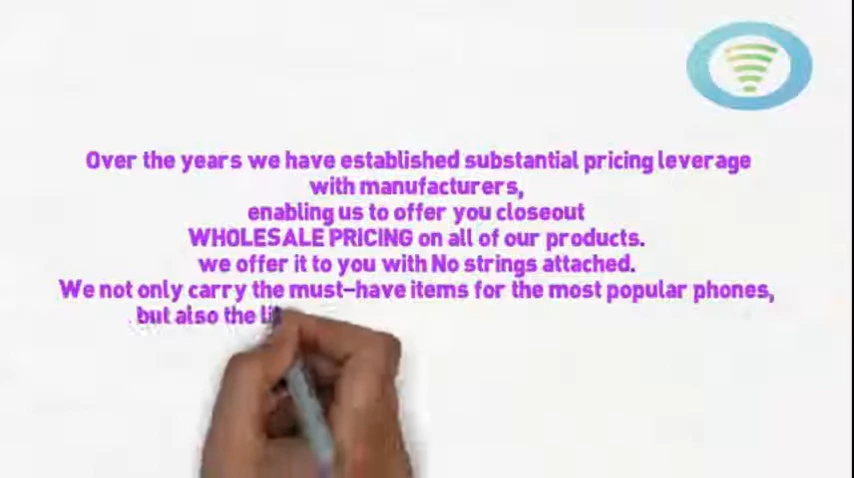 Over the years we have established substantial pricing leverage
with manufacturers,
enabling us to offer you closeout
WHOLESALE PRICING on all of our products.
we offer it to you with No strings attached.
We not only carry the must-have items for the most popular phones,
but also the li